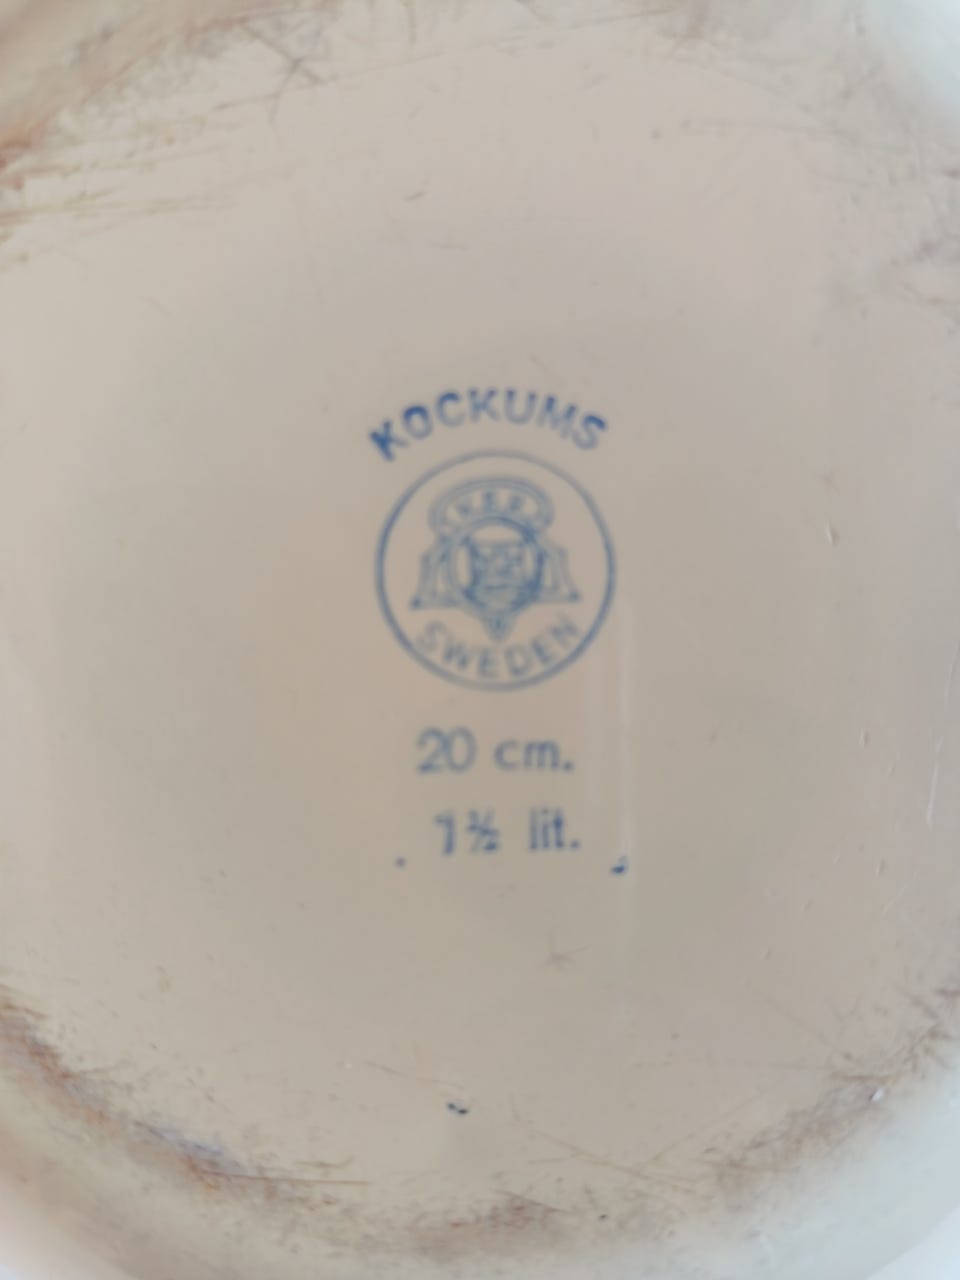 KOCKUMS
K.E.R.
SWEDEN
20 cm.
1½ lit.